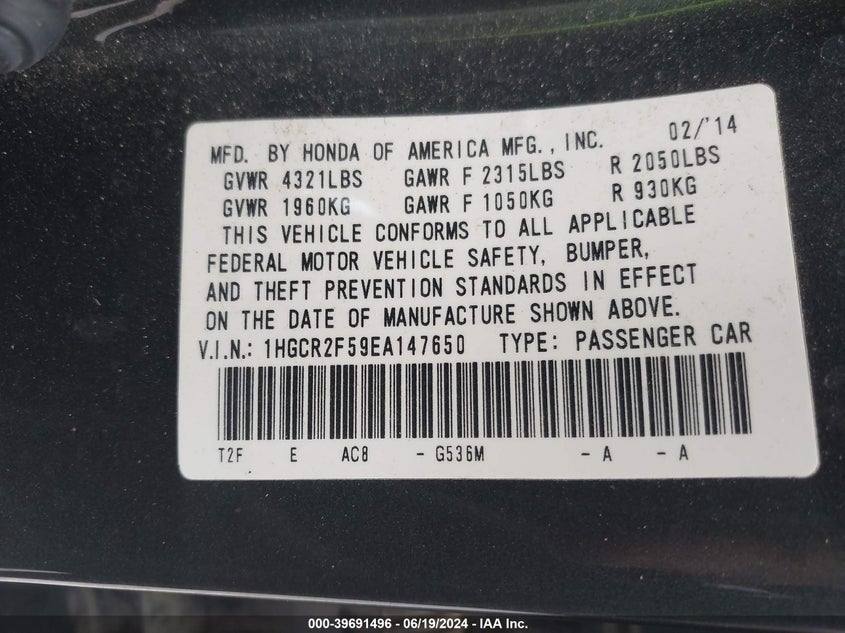 MFD. BY HONDA OF AMERICA MFG., INC. 02/'14
GVWR 4321LBS GAWR F 2315LBS R 2050LBS
GVWR 1960KG GAWR F 1050KG R 930KG
THIS VEHICLE CONFORMS TO ALL APPLICABLE
FEDERAL MOTOR VEHICLE SAFETY, BUMPER,
AND THEFT PREVENTION STANDARDS IN EFFECT
ON THE DATE OF MANUFACTURE SHOWN ABOVE.
V.I.N.: 1HGCR2F59EA147650 TYPE: PASSENGER CAR
T2F E AC8 - G536M - A - A
000-39691496 - 06/19/2024 - IAA, Inc.